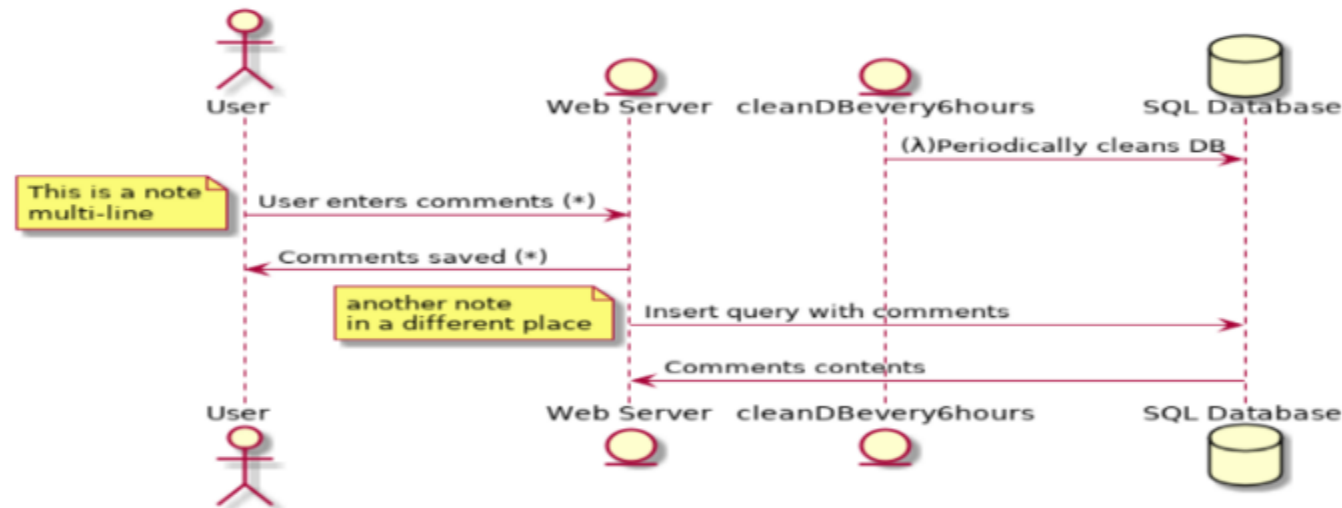 User
Web Server
cleanDBevery6hours
SQL Database
(λ)Periodically cleans DB
This is a note
multi-line
User enters comments (*)
Comments saved (*)
another note
in a different place
Insert query with comments
Comments contents
User
Web Server
cleanDBevery6hours
SQL Database